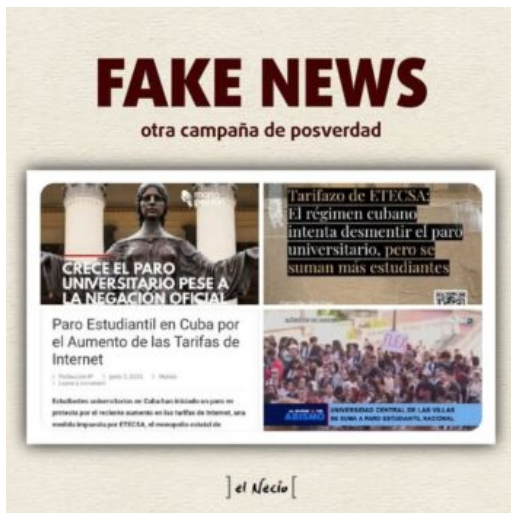 FAKE NEWS
otra campaña de posverdad
CRECE EL PARO
UNIVERSITARIO PESE A
LA NEGACIÓN OFICIAL
Tarifazo de ETECSA:
El régimen cubano
intenta desmentir el paro
universitario, pero se
suman más estudiantes
Paro Estudiantil en Cuba por
el Aumento de las Tarifas de
Internet
Estudiantes universitarios en Cuba han iniciado un paro en
protesta por el reciente aumento en las tarifas de Internet, una
medida impuesta por ETECSA, el monopolio estatal de
FLEX
ABISMO
UNIVERSIDAD CENTRAL DE LAS VILLAS
SE SUMA A PARO ESTUDIANTIL NACIONAL
] el Necio [